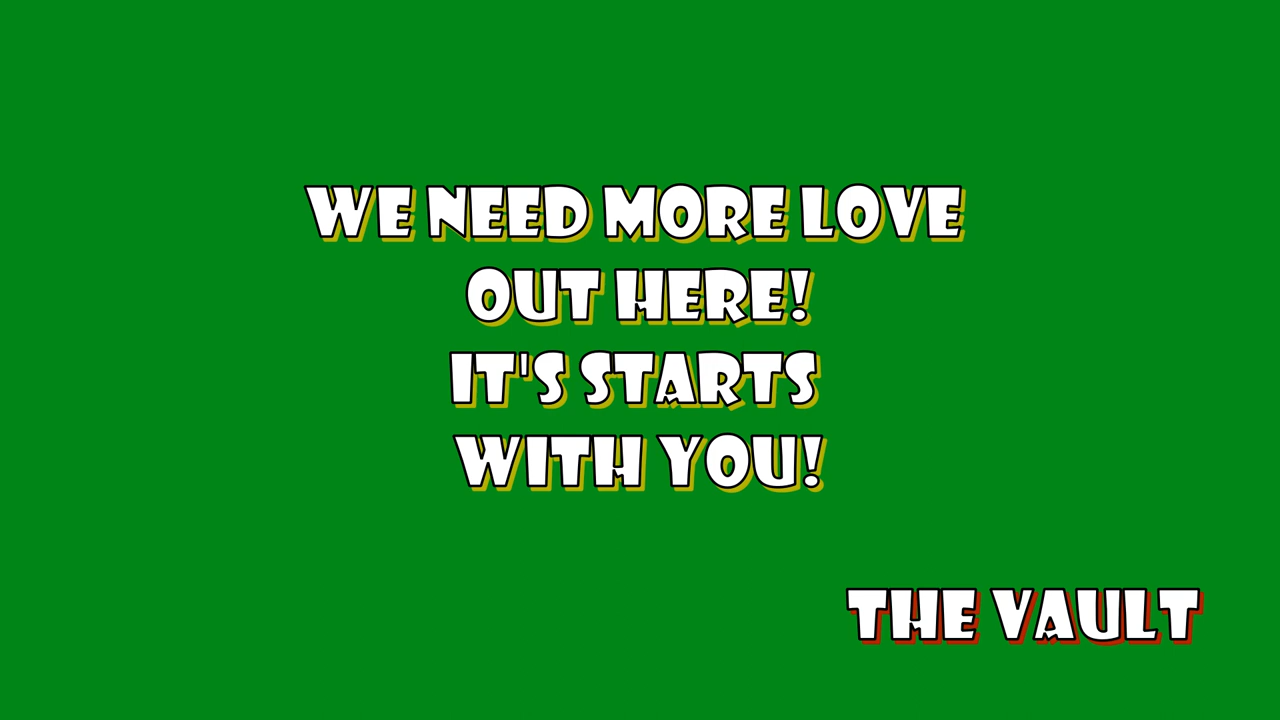 WE NEED MORE LOVE
OUT HERE!
IT'S STARTS
WITH YOU!
THE VAULT